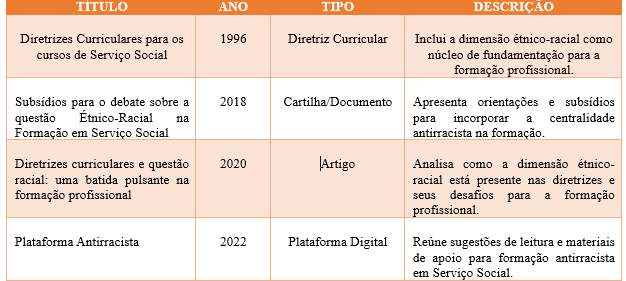 TÍTULO ANO TIPO DESCRIÇÃO
Diretrizes Curriculares para os
cursos de Serviço Social
1996
Diretriz Curricular
Inclui a dimensão étnico-racial como
núcleo de fundamentação para a
formação profissional.
Subsídios para o debate sobre a
questão Étnico-Racial na
Formação em Serviço Social
2018
Cartilha/Documento
Apresenta orientações e subsídios
para incorporar a centralidade
antirracista na formação.
Diretrizes curriculares e questão
racial: uma batida pulsante na
formação profissional
2020
Artigo
Analisa como a dimensão étnico-
racial está presente nas diretrizes e
seus desafios para a formação
profissional.
Plataforma Antirracista
2022
Plataforma Digital
Reúne sugestões de leitura e materiais
de apoio para formação antirracista
em Serviço Social.